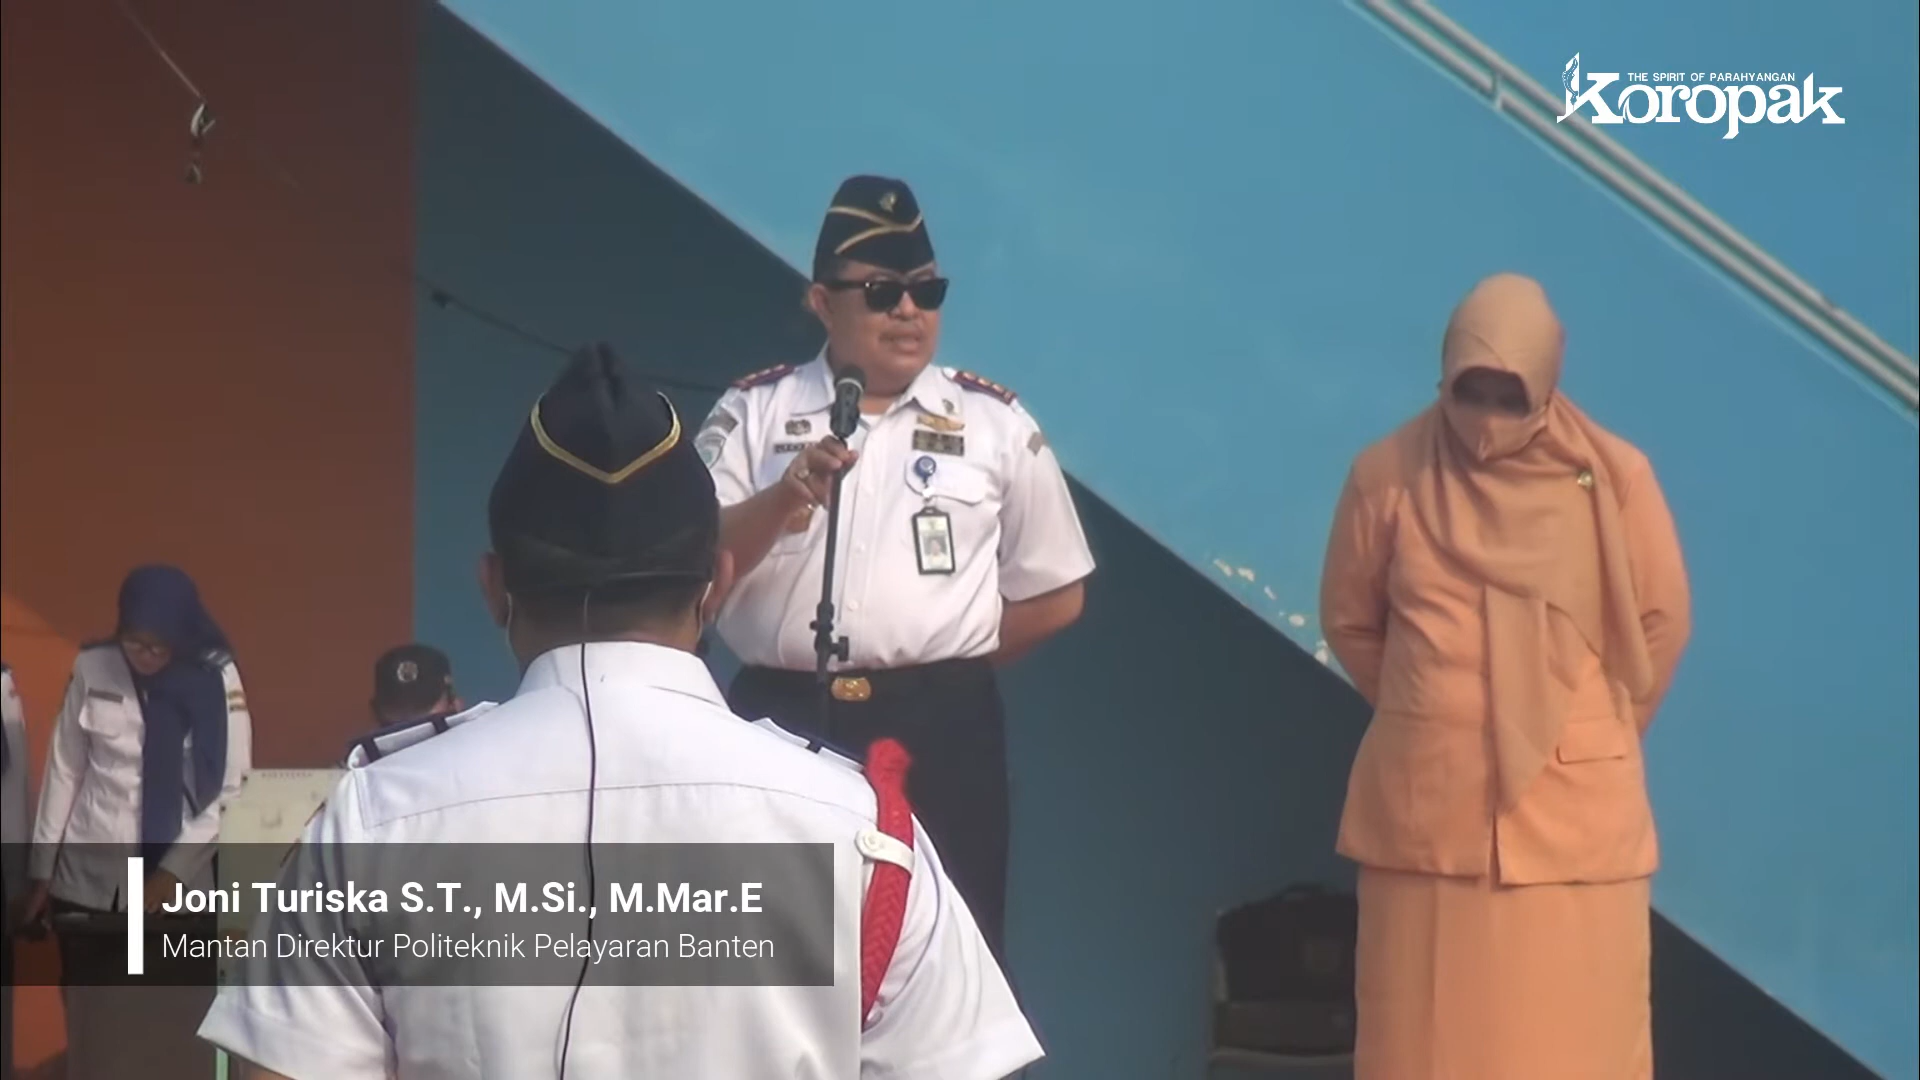 THE SPIRIT OF PARAHYANGAN
Koropak
Joni Turiska S.T., M.Si., M.Mar.E
Mantan Direktur Politeknik Pelayaran Banten